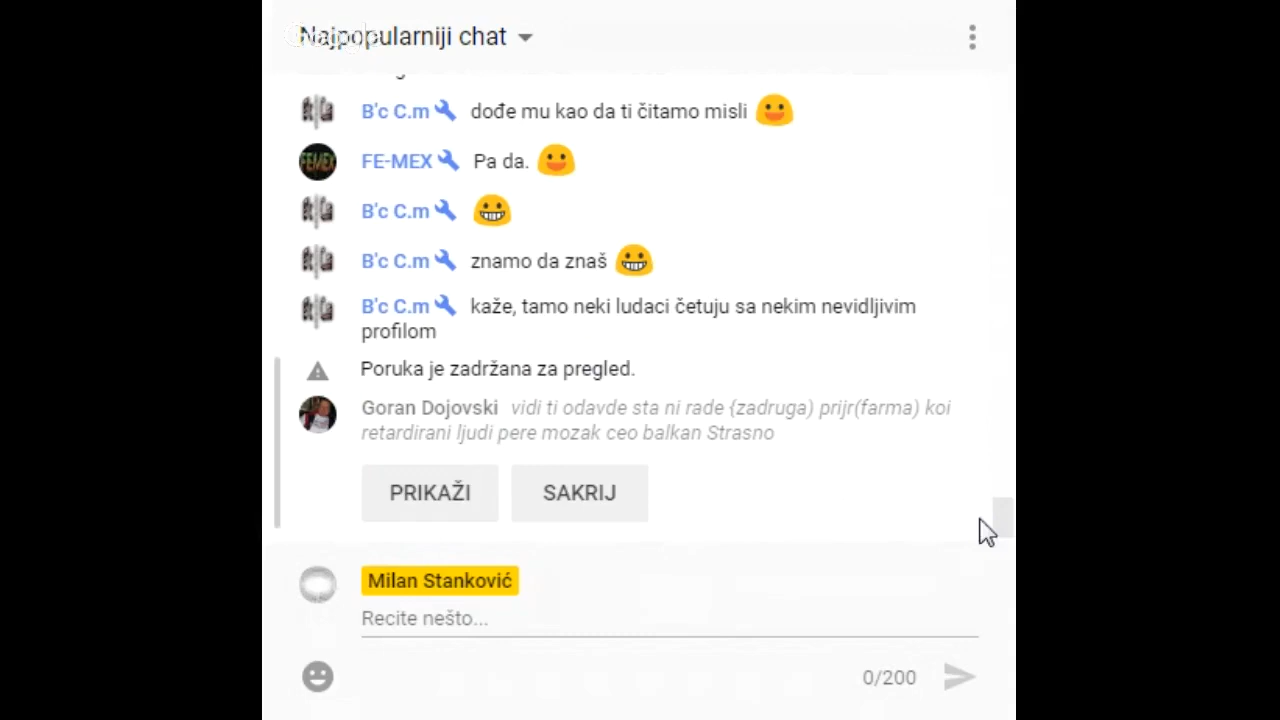 Najpopularniji chat
B'c C.m dođe mu kao da ti čitamo misli
FE-MEX Pa da.
B'c C.m
B'c C.m znamo da znaš
B'c C.m kaže, tamo neki ludaci četuju sa nekim nevidljivim
profilom
Poruka je zadržana za pregled.
Goran Dojovski vidi ti odavde sta ni rade {zadruga) prijr(farma) koi
retardirani ljudi pere mozak ceo balkan Strasno
PRIKAŽI SAKRIJ
Milan Stanković
Recite nešto...
0/200